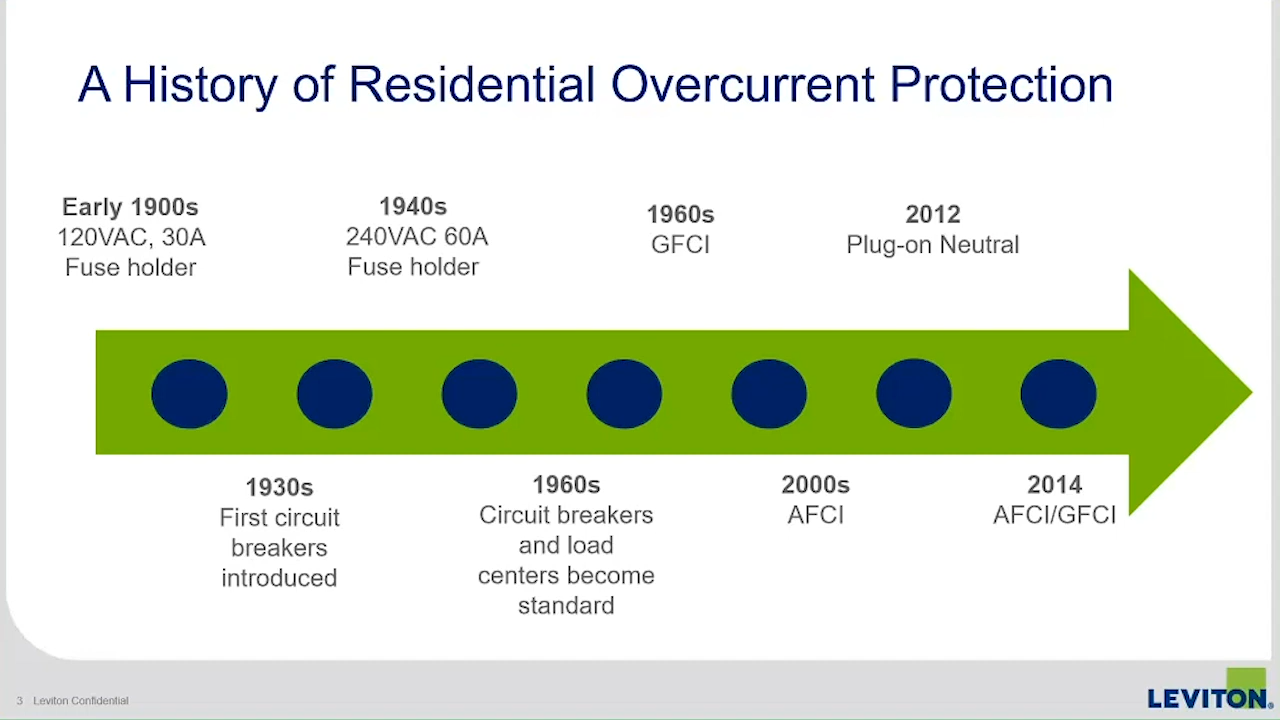 A History of Residential Overcurrent Protection
Early 1900s
120VAC, 30A
Fuse holder
1940s
240VAC 60A
Fuse holder
1960s
GFCI
2012
Plug-on Neutral
1930s
First circuit
breakers
introduced
1960s
Circuit breakers
and load
centers become
standard
2000s
AFCI
2014
AFCI/GFCI
3 Leviton Confidential
LEVITON®